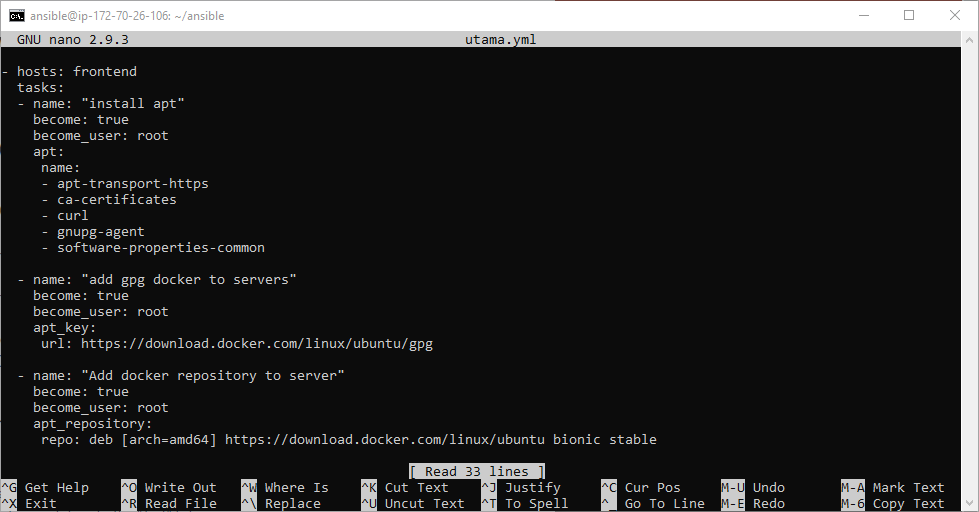 ansible@ip-172-70-26-106: ~/ansible
GNU nano 2.9.3 utama.yml
- hosts: frontend
  tasks:
  - name: "install apt"
    become: true
    become_user: root
    apt:
     name:
     - apt-transport-https
     - ca-certificates
     - curl
     - gnupg-agent
     - software-properties-common
  - name: "add gpg docker to servers"
    become: true
    become_user: root
    apt_key:
     url: https://download.docker.com/linux/ubuntu/gpg
  - name: "Add docker repository to server"
    become: true
    become_user: root
    apt_repository:
     repo: deb [arch=amd64] https://download.docker.com/linux/ubuntu bionic stable
[ Read 33 lines ]
^G Get Help ^O Write Out ^W Where Is ^K Cut Text ^J Justify ^C Cur Pos M-U Undo M-A Mark Text
^X Exit ^R Read File ^\ Replace ^U Uncut Text ^T To Spell ^_ Go To Line M-E Redo M-6 Copy Text